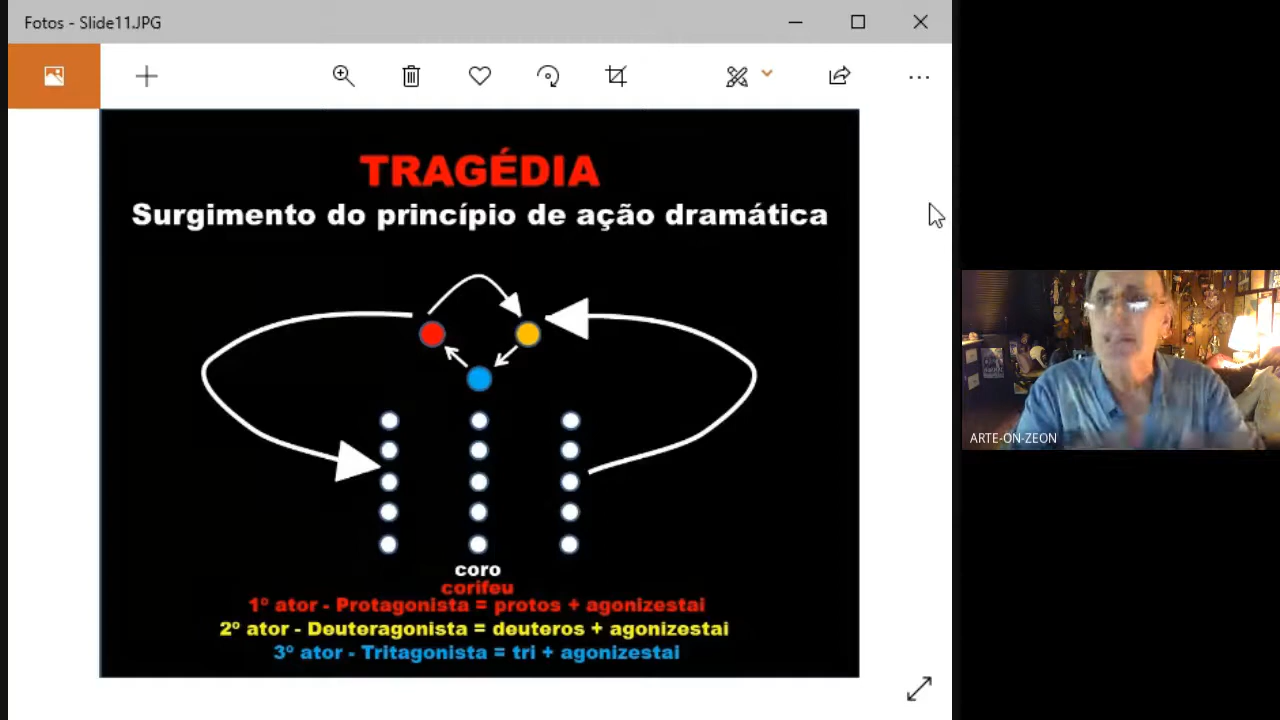 Fotos - Slide11.JPG
TRAGÉDIA
Surgimento do princípio de ação dramática
coro
corifeu
1º ator - Protagonista = protos + agonizestai
2º ator - Deuteragonista = deuteros + agonizestai
3º ator - Tritagonista = tri + agonizestai
ARTE-ON-ZEON